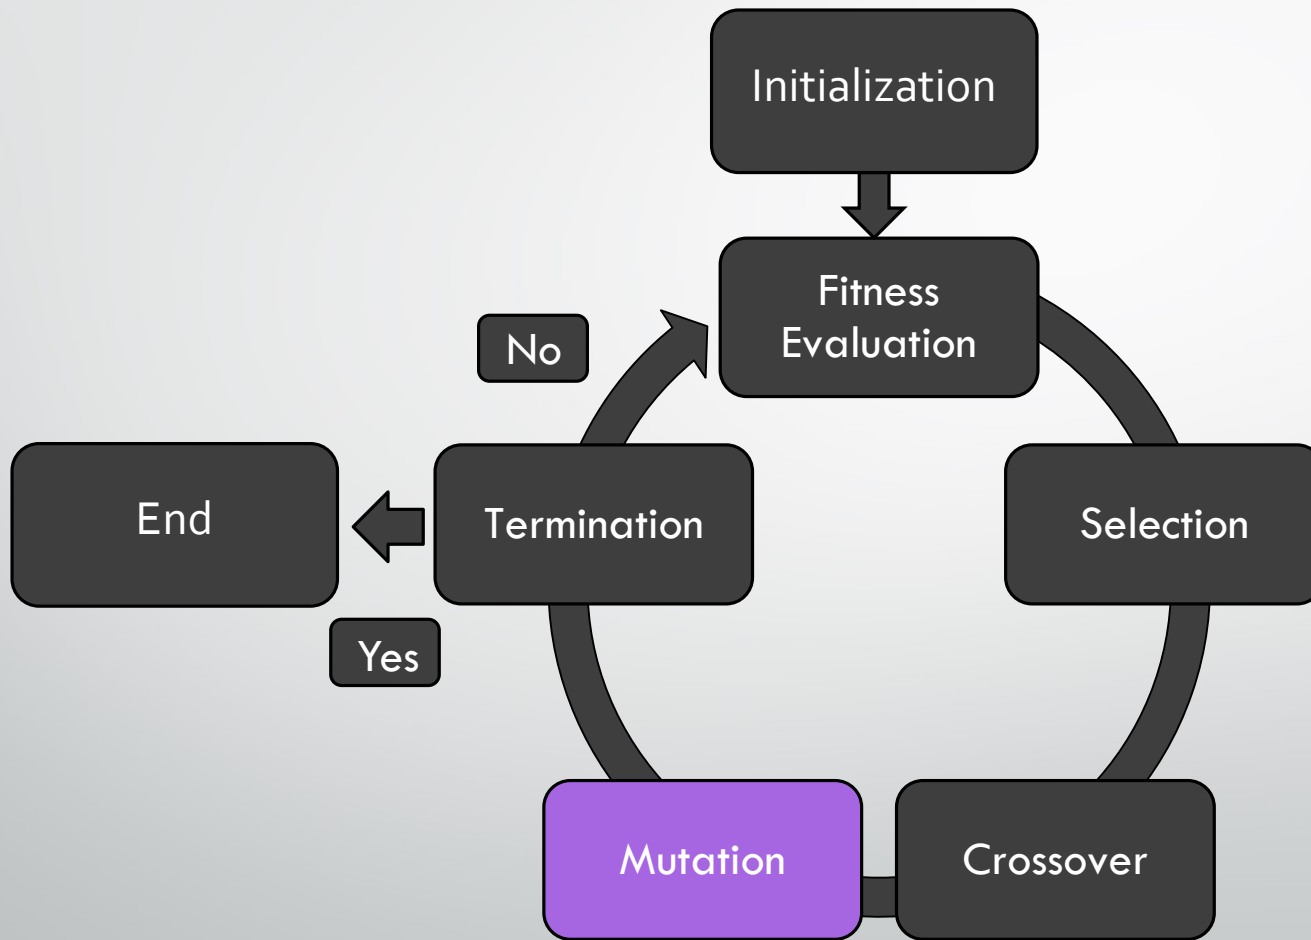 Initialization
Fitness
Evaluation
No
End
Termination
Selection
Yes
Mutation
Crossover